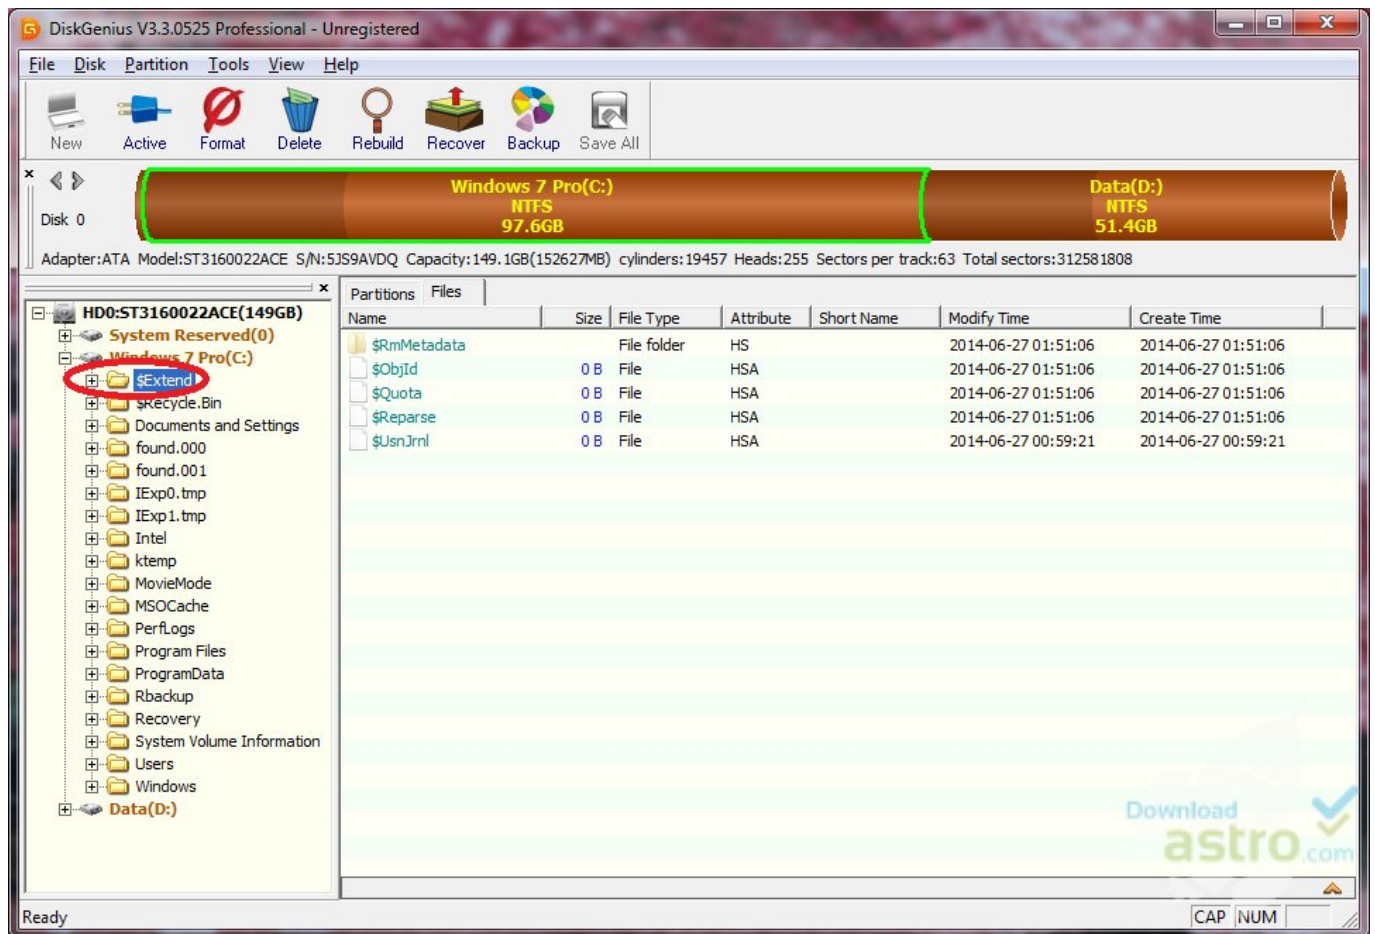 DiskGenius V3.3.0525 Professional - Unregistered
File Disk Partition Tools View Help
New Active Format Delete Rebuild Recover Backup Save All
Disk 0
Windows 7 Pro(C:)
NTFS
97.6GB
Data(D:)
NTFS
51.4GB
Adapter:ATA Model:ST3160022ACE S/N:5JS9AVDQ Capacity:149.1GB(152627MB) cylinders:19457 Heads:255 Sectors per track:63 Total sectors:312581808
HD0:ST3160022ACE(149GB)
System Reserved(0)
Windows 7 Pro(C:)
$Extend
$Recycle.Bin
Documents and Settings
found.000
found.001
IExp0.tmp
IExp1.tmp
Intel
ktemp
MovieMode
MSOCache
PerfLogs
Program Files
ProgramData
Rbackup
Recovery
System Volume Information
Users
Windows
Data(D:)
Partitions Files
Name Size File Type Attribute Short Name Modify Time Create Time
$RmMetadata File folder HS 2014-06-27 01:51:06 2014-06-27 01:51:06
$ObjId 0 B File HSA 2014-06-27 01:51:06 2014-06-27 01:51:06
$Quota 0 B File HSA 2014-06-27 01:51:06 2014-06-27 01:51:06
$Reparse 0 B File HSA 2014-06-27 01:51:06 2014-06-27 01:51:06
$UsnJrnl 0 B File HSA 2014-06-27 00:59:21 2014-06-27 00:59:21
Download
astro.com
Ready
CAP NUM